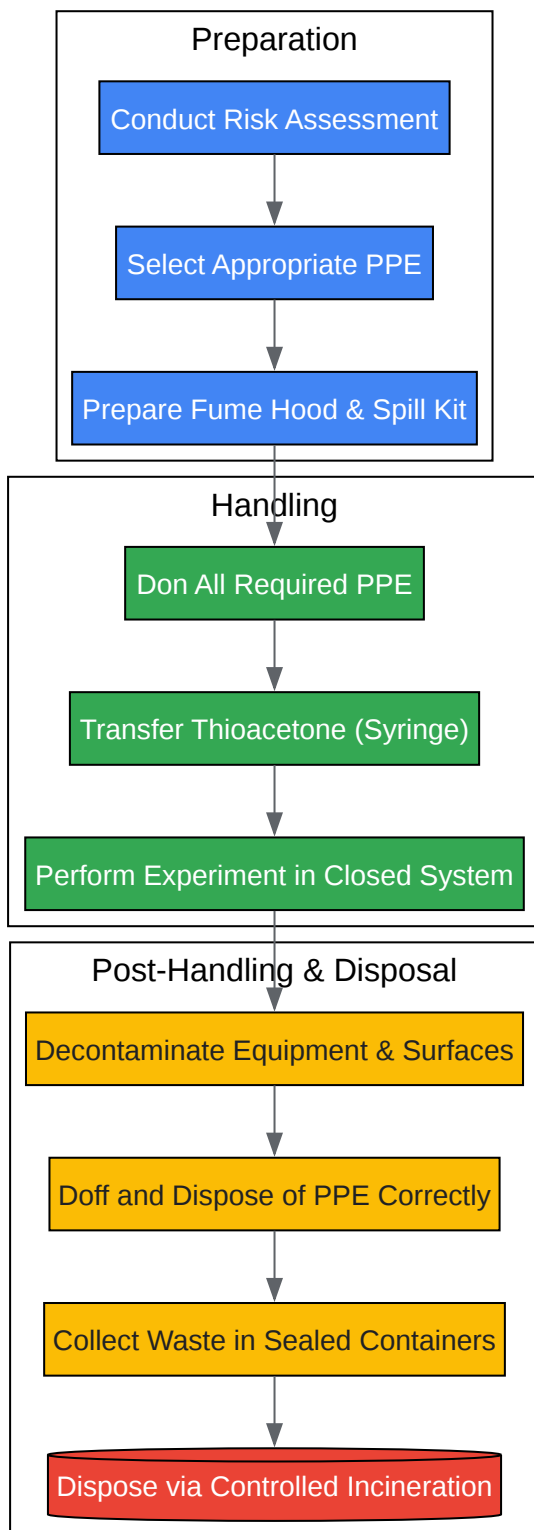 Preparation
Conduct Risk Assessment
Select Appropriate PPE
Prepare Fume Hood & Spill Kit
Handling
Don All Required PPE
Transfer Thioacetone (Syringe)
Perform Experiment in Closed System
Post-Handling & Disposal
Decontaminate Equipment & Surfaces
Doff and Dispose of PPE Correctly
Collect Waste in Sealed Containers
Dispose via Controlled Incineration